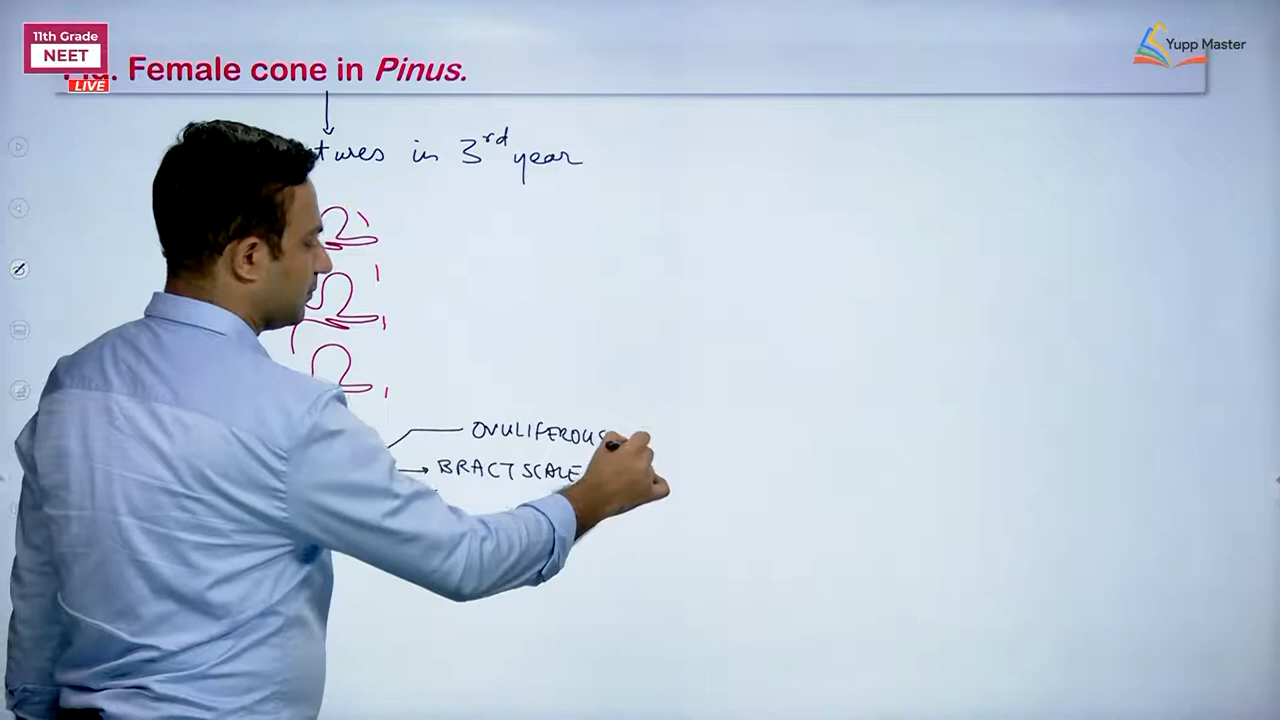 11th Grade
NEET
LIVE
Yupp Master
Female cone in Pinus.
in 3rd year
OVULIFEROUS
BRACT SCALE